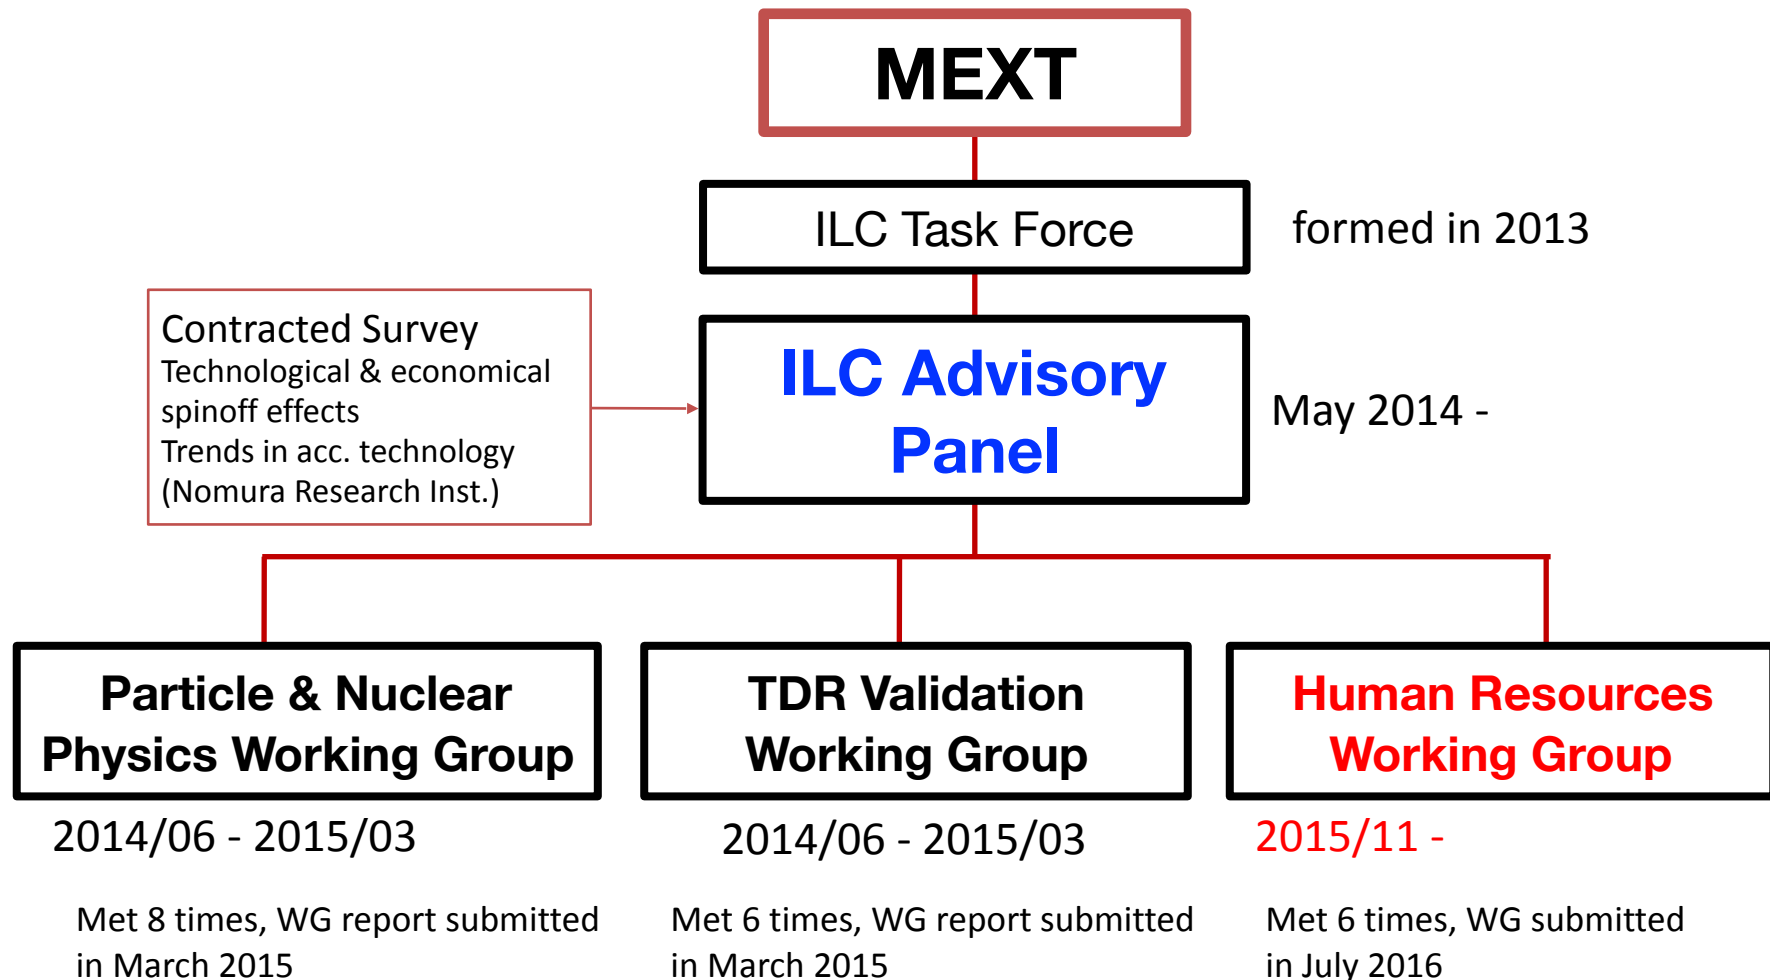 MEXT
ILC Task Force
formed in 2013
Contracted Survey
Technological & economical
spinoff effects
Trends in acc. technology
(Nomura Research Inst.)
ILC Advisory
Panel
May 2014 -
Particle & Nuclear
Physics Working Group
2014/06 - 2015/03
Met 8 times, WG report submitted
in March 2015
TDR Validation
Working Group
2014/06 - 2015/03
Met 6 times, WG report submitted
in March 2015
Human Resources
Working Group
2015/11 -
Met 6 times, WG submitted
in July 2016